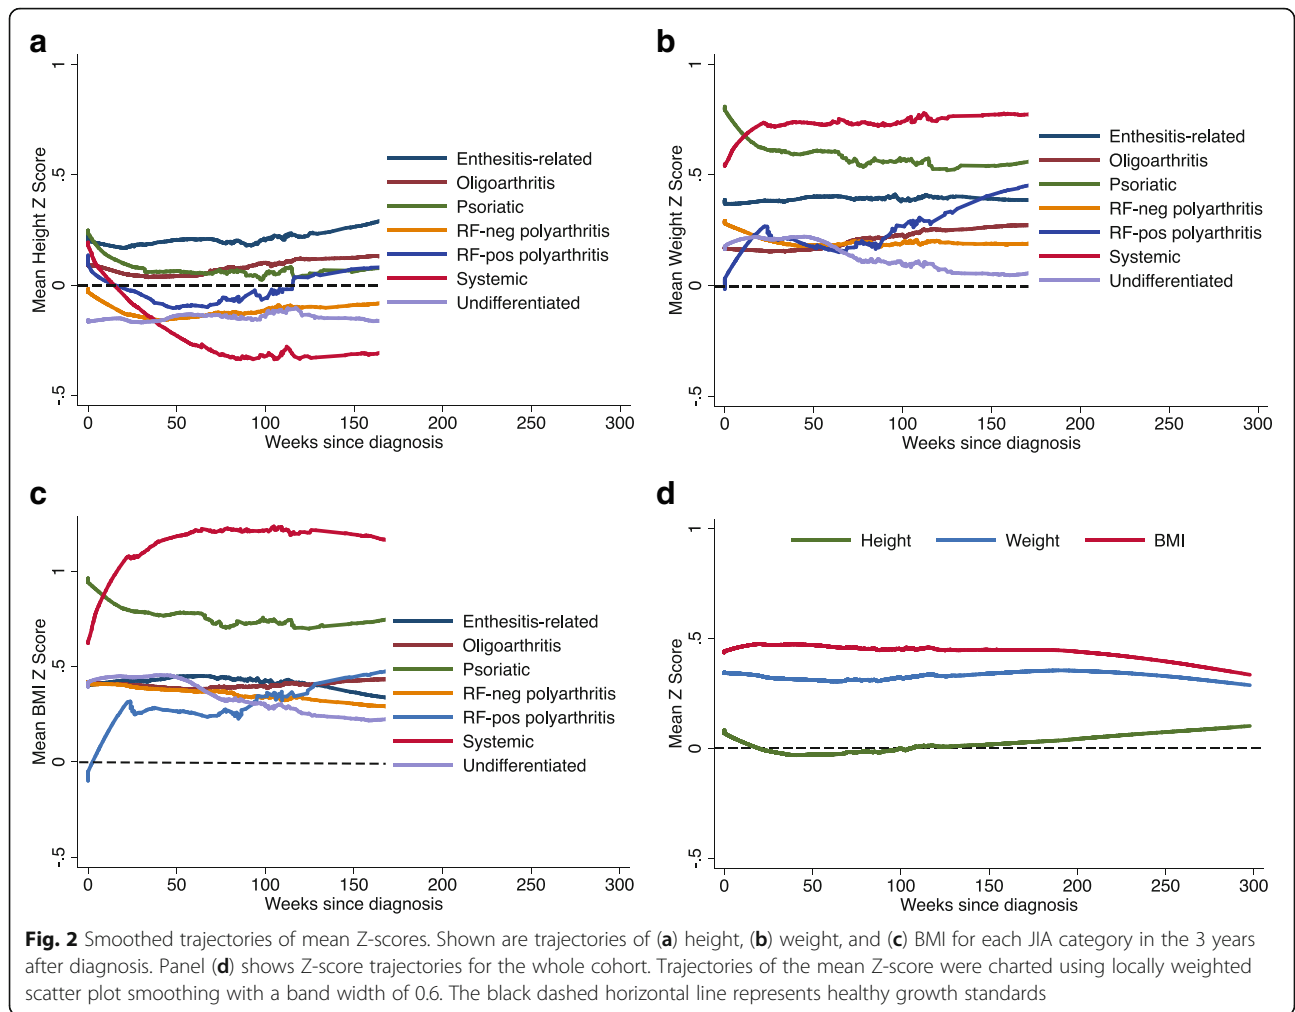 a
1
.5
0
-.5
Mean Height Z Score
0
50
100
150
200
250
300
Weeks since diagnosis
Enthesitis-related
Oligoarthritis
Psoriatic
RF-neg polyarthritis
RF-pos polyarthritis
Systemic
Undifferentiated
b
1
.5
0
-.5
Mean Weight Z Score
0
50
100
150
200
250
300
Weeks since diagnosis
Enthesitis-related
Oligoarthritis
Psoriatic
RF-neg polyarthritis
RF-pos polyarthritis
Systemic
Undifferentiated
c
1
.5
0
-.5
Mean BMI Z Score
0
50
100
150
200
250
300
Weeks since diagnosis
Enthesitis-related
Oligoarthritis
Psoriatic
RF-neg polyarthritis
RF-pos polyarthritis
Systemic
Undifferentiated
d
1
.5
0
-.5
Mean Z Score
Height
Weight
BMI
0
50
100
150
200
250
300
Weeks since diagnosis
Fig. 2 Smoothed trajectories of mean Z-scores. Shown are trajectories of (a) height, (b) weight, and (c) BMI for each JIA category in the 3 years
after diagnosis. Panel (d) shows Z-score trajectories for the whole cohort. Trajectories of the mean Z-score were charted using locally weighted
scatter plot smoothing with a band width of 0.6. The black dashed horizontal line represents healthy growth standards